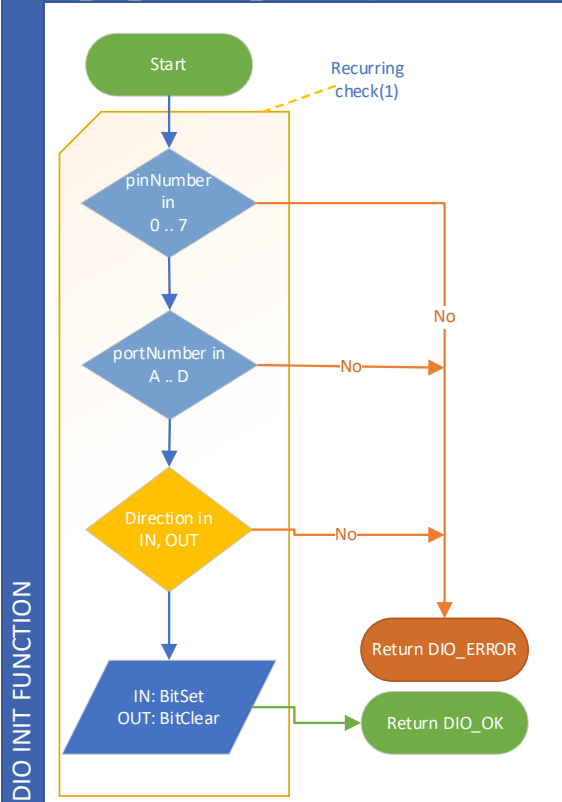 Start
Recurring
check(1)
pinNumber
in
0 .. 7
No
portNumber in
A .. D
No
Direction in
IN, OUT
No
Return DIO_ERROR
IN: BitSet
OUT: BitClear
Return DIO_OK
DIO INIT FUNCTION